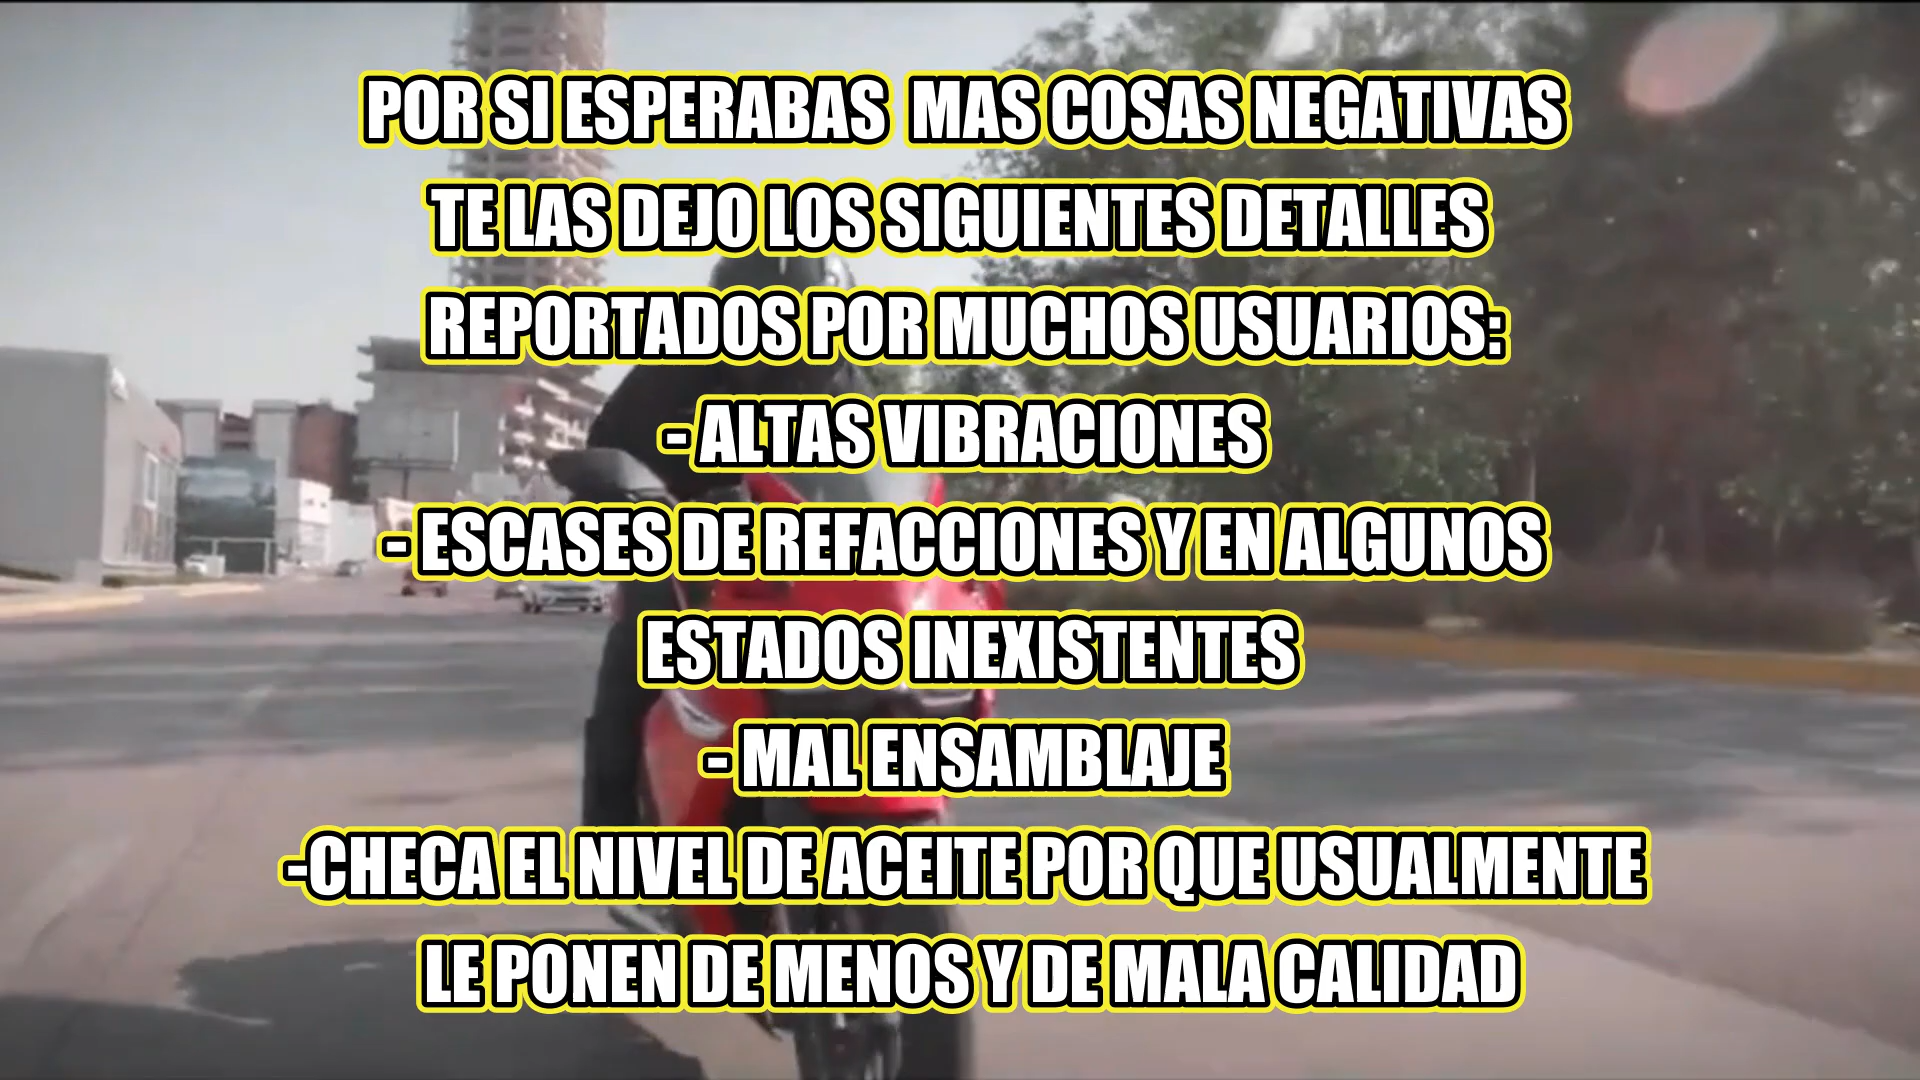 POR SI ESPERABAS  MAS COSAS NEGATIVAS
TE LAS DEJO LOS SIGUIENTES DETALLES
REPORTADOS POR MUCHOS USUARIOS:
- ALTAS VIBRACIONES
- ESCASES DE REFACCIONES Y EN ALGUNOS
ESTADOS INEXISTENTES
- MAL ENSAMBLAJE
-CHECA EL NIVEL DE ACEITE POR QUE USUALMENTE
LE PONEN DE MENOS Y DE MALA CALIDAD